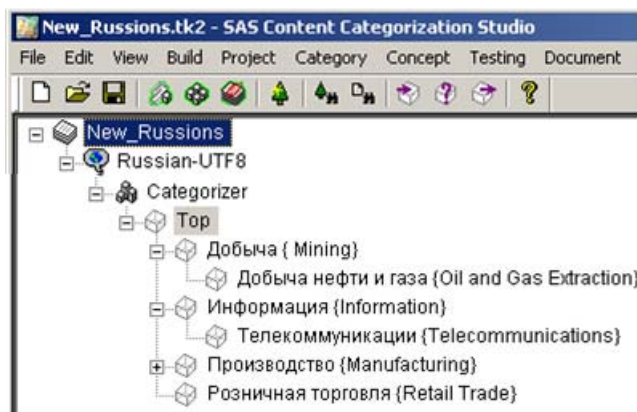 New_Russions.tk2 - SAS Content Categorization Studio
File Edit View Build Project Category Concept Testing Document
New_Russions
Russian-UTF8
Categorizer
Top
Добыча { Mining}
Добыча нефти и газа {Oil and Gas Extraction}
Информация {Information}
Телекоммуникации {Telecommunications}
Производство {Manufacturing}
Розничная торговля {Retail Trade}